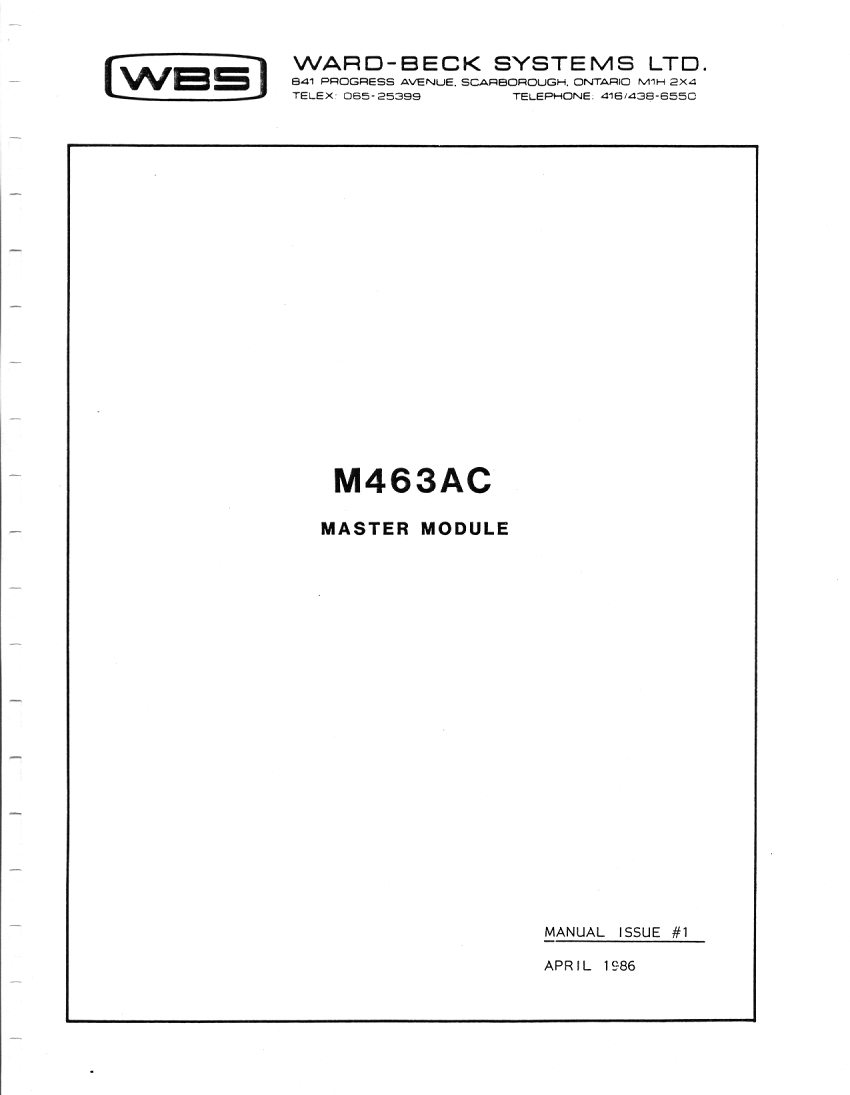 WBS
WARD-BECK SYSTEMS LTD.
841 PROGRESS AVENUE, SCARBOROUGH, ONTARIO M1H 2X4
TELEX: 065-25399 TELEPHONE: 416/438-6550
M463AC
MASTER MODULE
MANUAL ISSUE #1
APRIL 1986